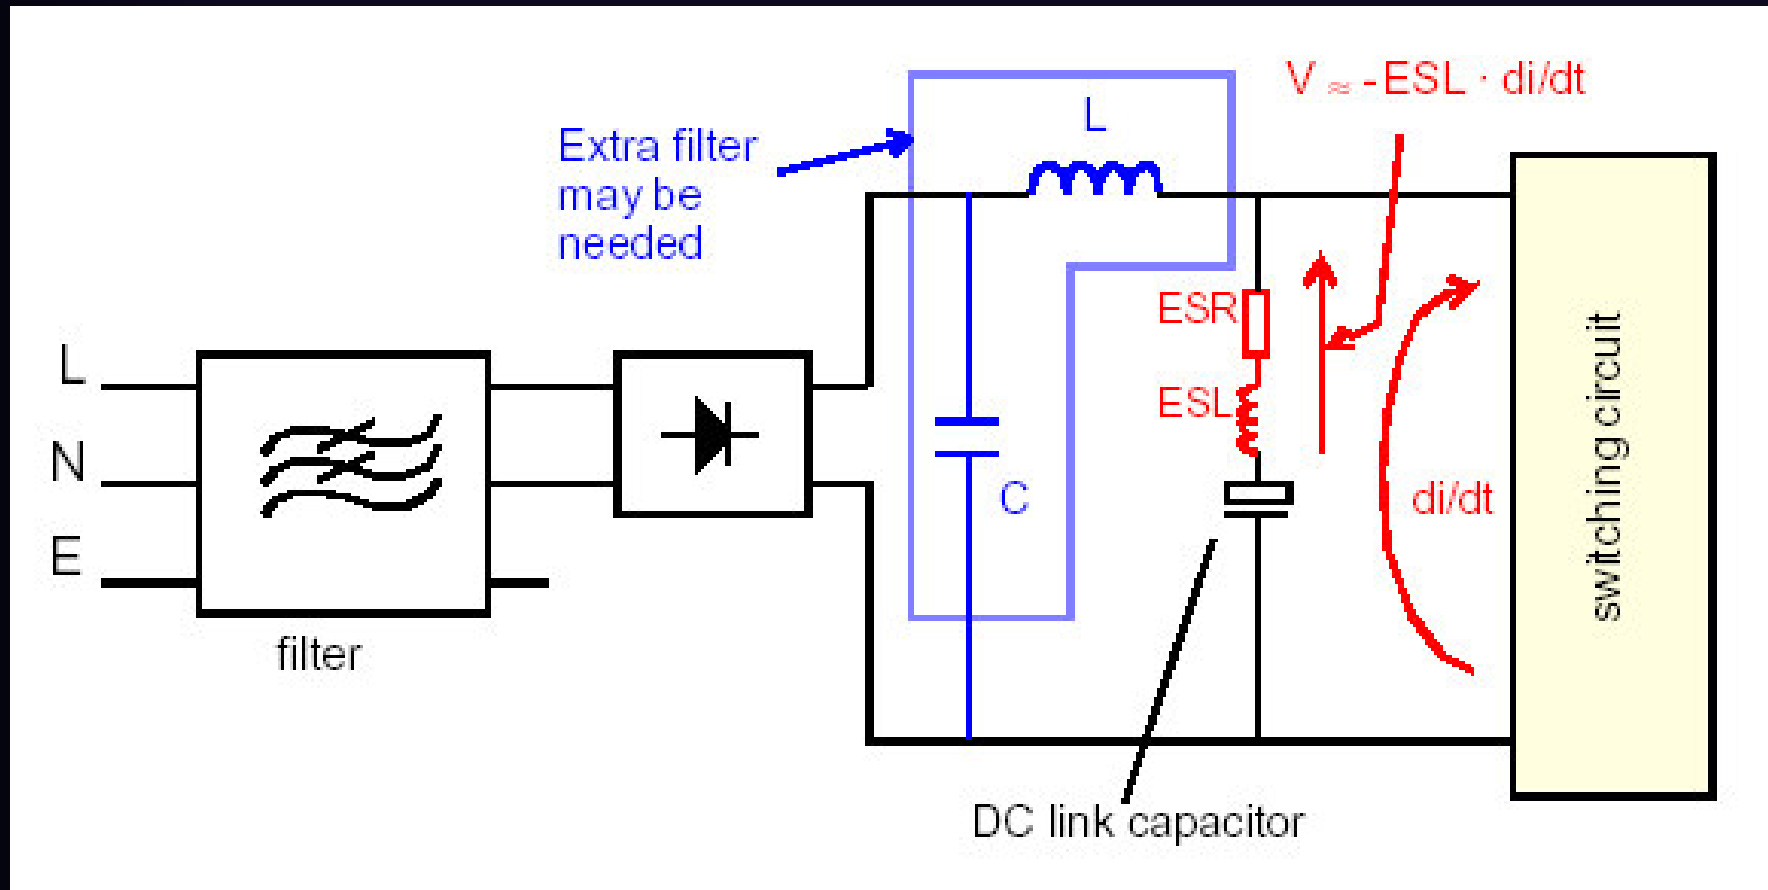 V ≈ -ESL · di/dt
L
Extra filter
may be
needed
ESR
L
ESL
N
C
di/dt
switching circuit
E
filter
DC link capacitor